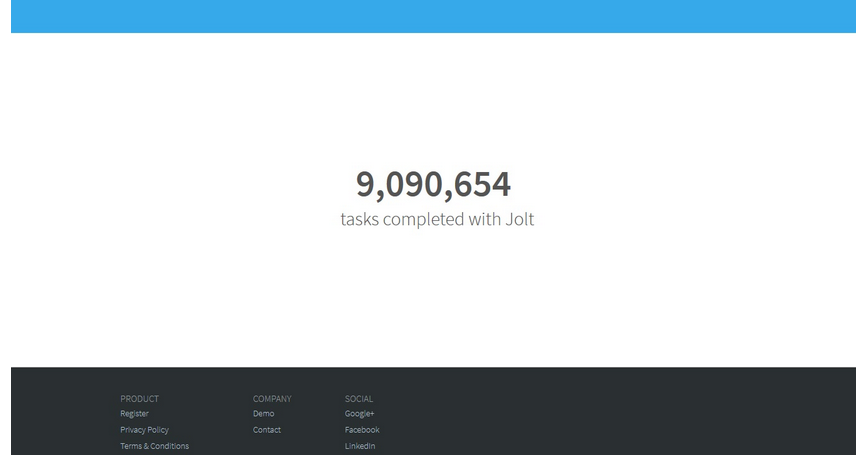 9,090,654
tasks completed with Jolt
PRODUCT
Register
Privacy Policy
Terms & Conditions
COMPANY
Demo
Contact
SOCIAL
Google+
Facebook
Linkedin